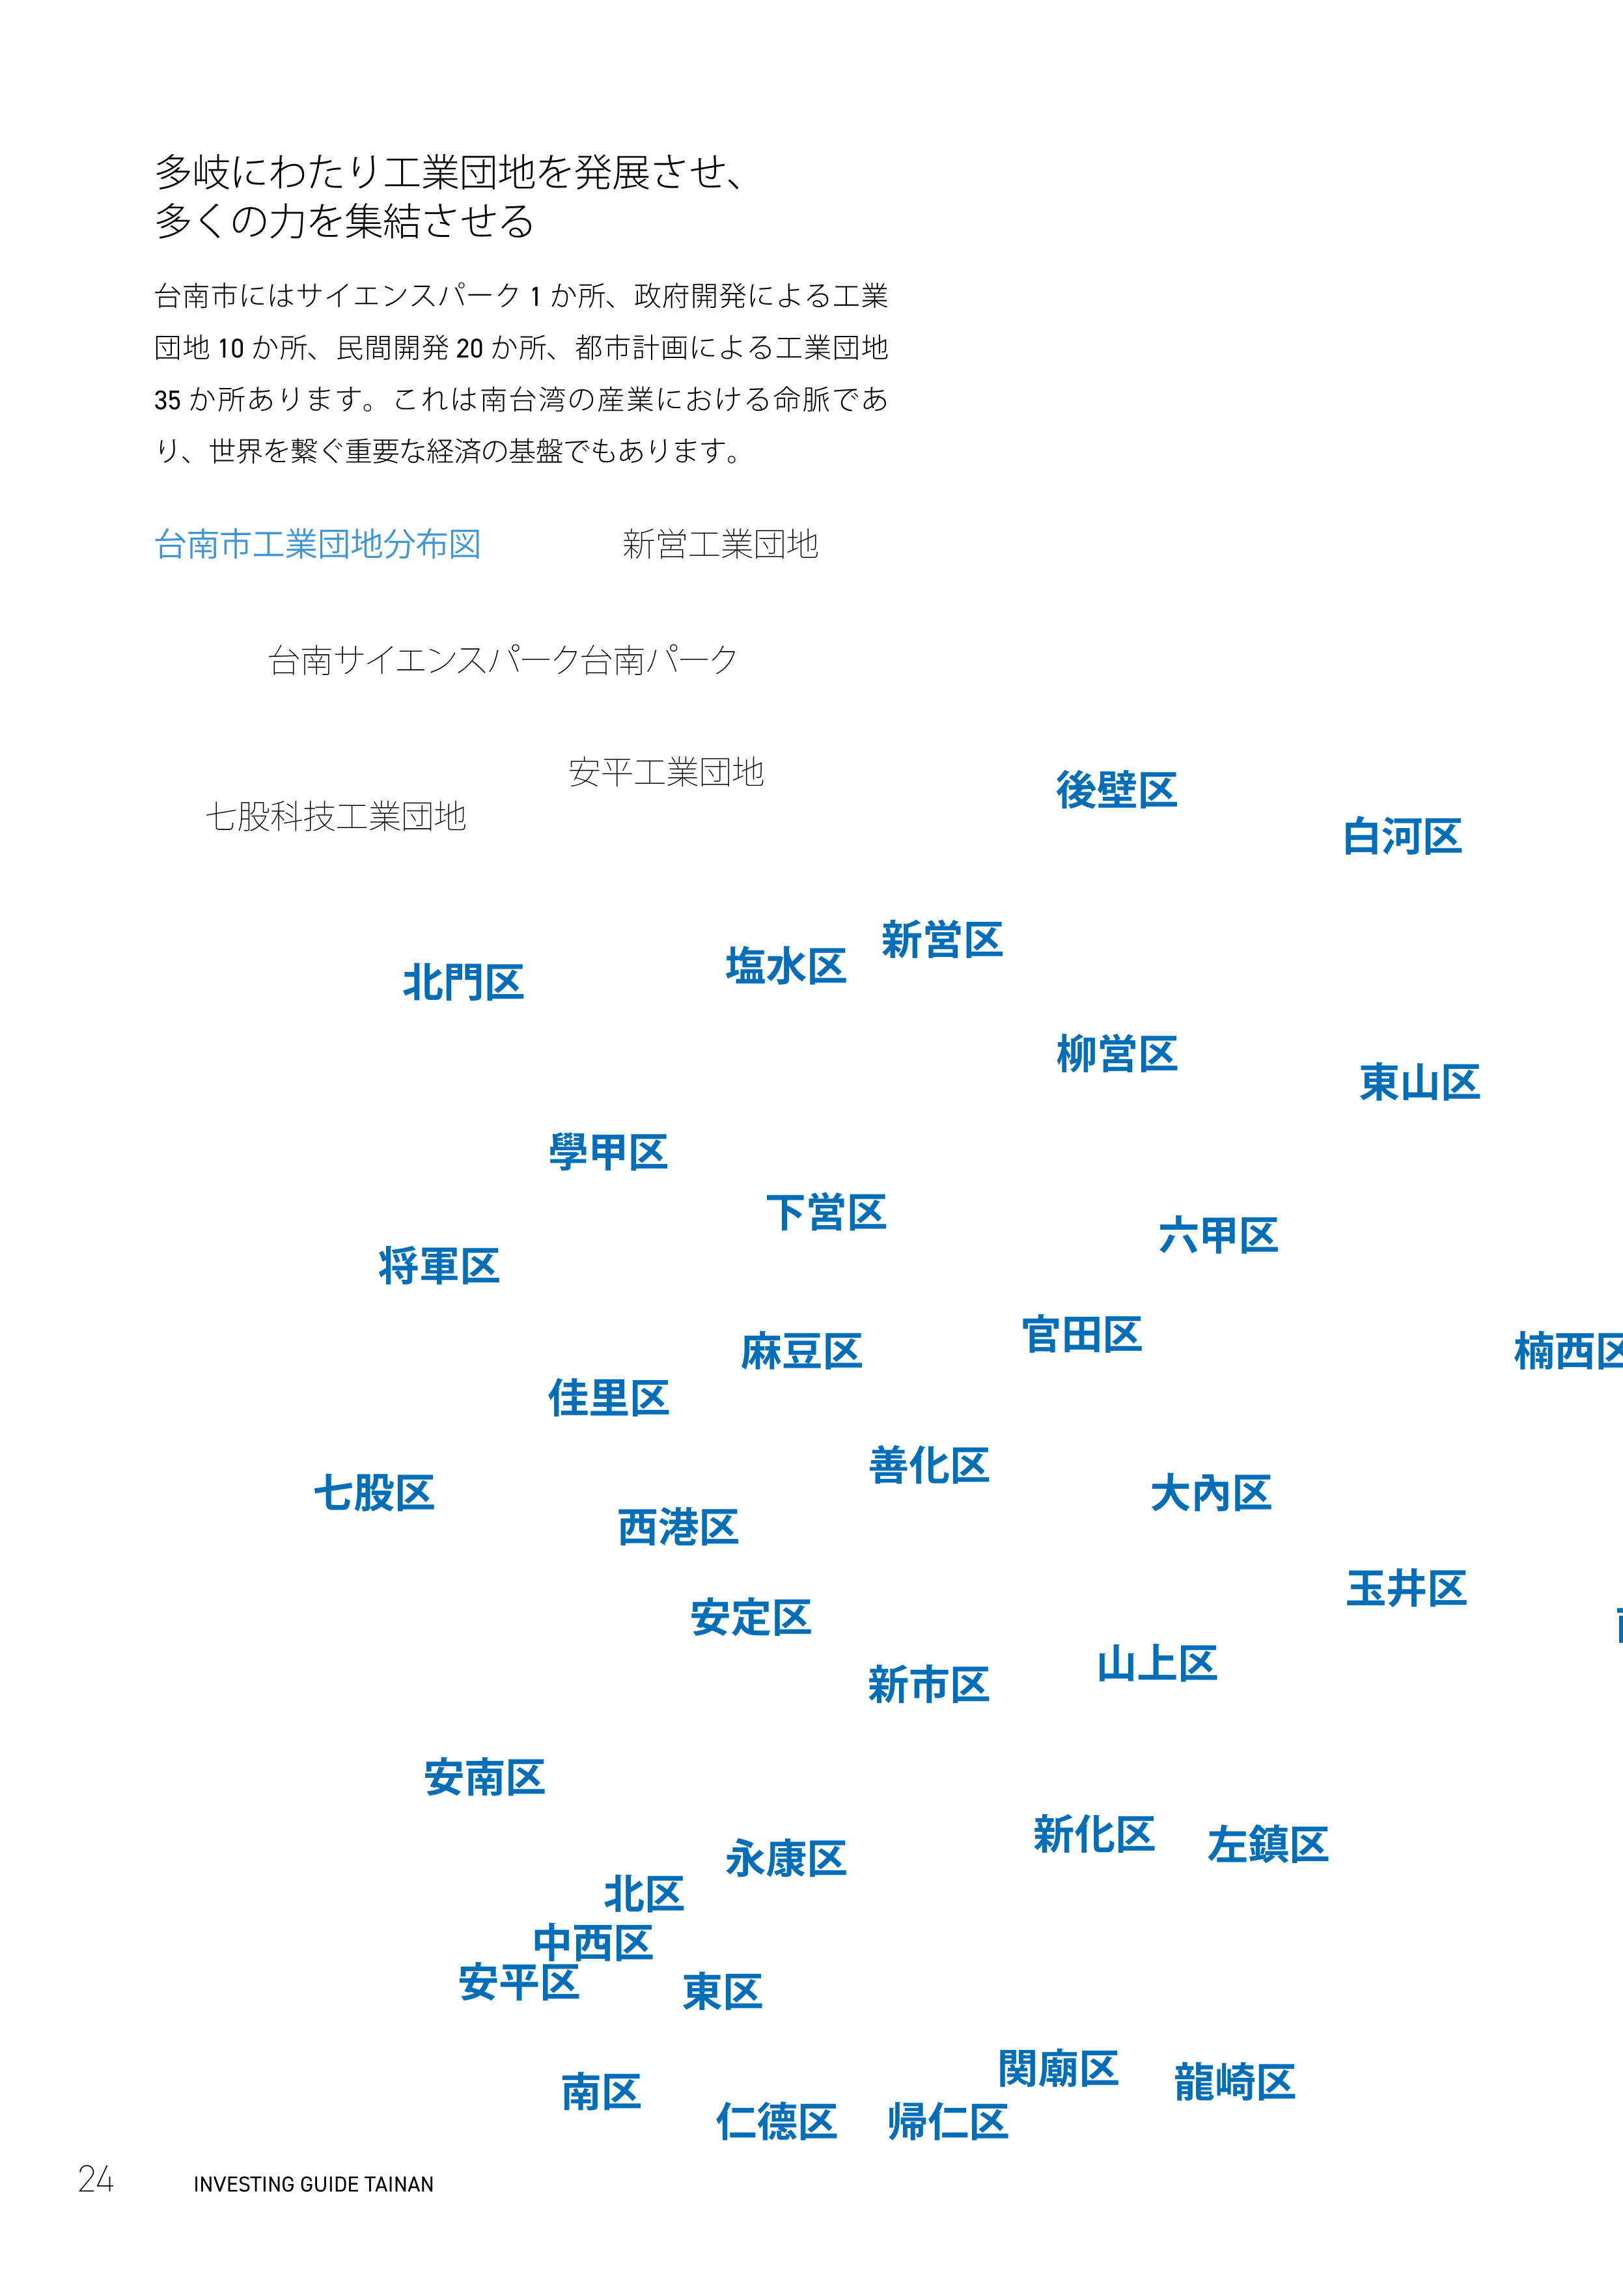 多岐にわたり工業団地を発展させ、
多くの力を集結させる
台南市にはサイエンスパーク 1 か所、政府開発による工業
団地 10 か所、民間開発 20 か所、都市計画による工業団地
35 か所あります。これは南台湾の産業における命脈であ
り、世界を繋ぐ重要な経済の基盤でもあります。
台南市工業団地分布図
新営工業団地
台南サイエンスパーク台南パーク
安平工業団地
七股科技工業団地
後壁区
白河区
新営区
塩水区
北門区
柳営区
東山区
學甲区
下営区
六甲区
将軍区
官田区
麻豆区
楠西区
佳里区
善化区
七股区
大內区
西港区
玉井区
安定区
山上区
新市区
安南区
新化区
左鎮区
永康区
北区
中西区
安平区
東区
関廟区
龍崎区
南区
仁德区
帰仁区
24
INVESTING GUIDE TAINAN